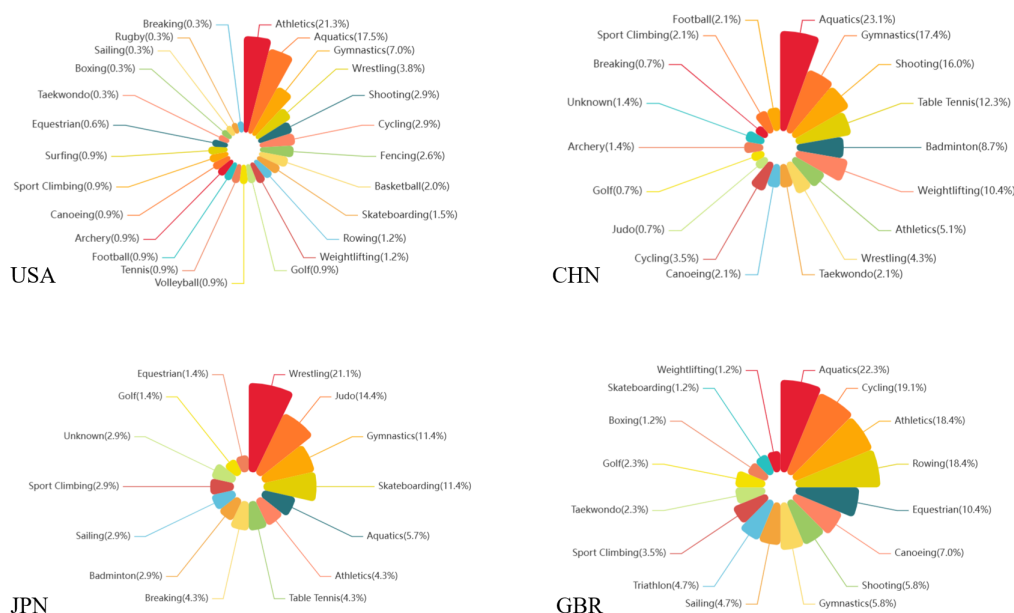 Breaking(0.3%)
Athletics(21.3%)
Rugby(0.3%)
Aquatics(17.5%)
Sailing(0.3%)
Gymnastics(7.0%)
Boxing(0.3%)
Wrestling(3.8%)
Taekwondo(0.3%)
Shooting(2.9%)
Equestrian(0.6%)
Cycling(2.9%)
Surfing(0.9%)
Fencing(2.6%)
Sport Climbing(0.9%)
Basketball(2.0%)
Canoeing(0.9%)
Skateboarding(1.5%)
Archery(0.9%)
Rowing(1.2%)
Football(0.9%)
Weightlifting(1.2%)
Tennis(0.9%)
Golf(0.9%)
Volleyball(0.9%)
USA
Football(2.1%)
Aquatics(23.1%)
Sport Climbing(2.1%)
Gymnastics(17.4%)
Breaking(0.7%)
Shooting(16.0%)
Unknown(1.4%)
Table Tennis(12.3%)
Archery(1.4%)
Badminton(8.7%)
Golf(0.7%)
Weightlifting(10.4%)
Judo(0.7%)
Athletics(5.1%)
Cycling(3.5%)
Wrestling(4.3%)
Canoeing(2.1%)
Taekwondo(2.1%)
CHN
Equestrian(1.4%)
Wrestling(21.1%)
Golf(1.4%)
Judo(14.4%)
Unknown(2.9%)
Gymnastics(11.4%)
Sport Climbing(2.9%)
Skateboarding(11.4%)
Sailing(2.9%)
Aquatics(5.7%)
Badminton(2.9%)
Athletics(4.3%)
Breaking(4.3%)
Table Tennis(4.3%)
JPN
Weightlifting(1.2%)
Aquatics(22.3%)
Skateboarding(1.2%)
Cycling(19.1%)
Boxing(1.2%)
Athletics(18.4%)
Golf(2.3%)
Rowing(18.4%)
Taekwondo(2.3%)
Equestrian(10.4%)
Sport Climbing(3.5%)
Canoeing(7.0%)
Triathlon(4.7%)
Shooting(5.8%)
Sailing(4.7%)
Gymnastics(5.8%)
GBR